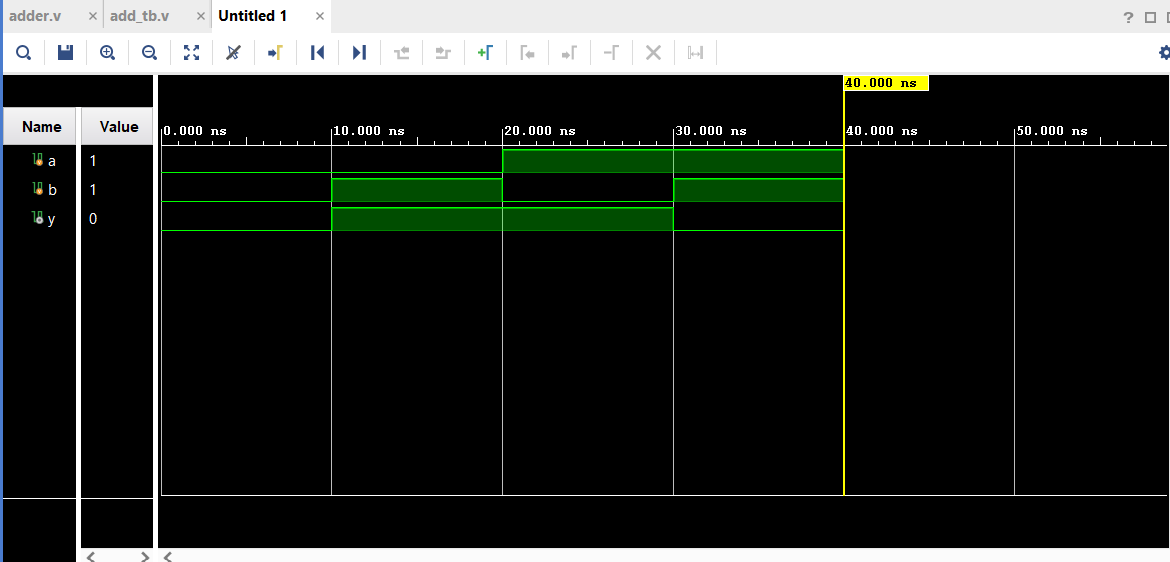 adder.v × add_tb.v × Untitled 1 ×
? 
40.000 ns
Name Value
0.000 ns 10.000 ns 20.000 ns 30.000 ns 40.000 ns 50.000 ns
a 1
b 1
y 0